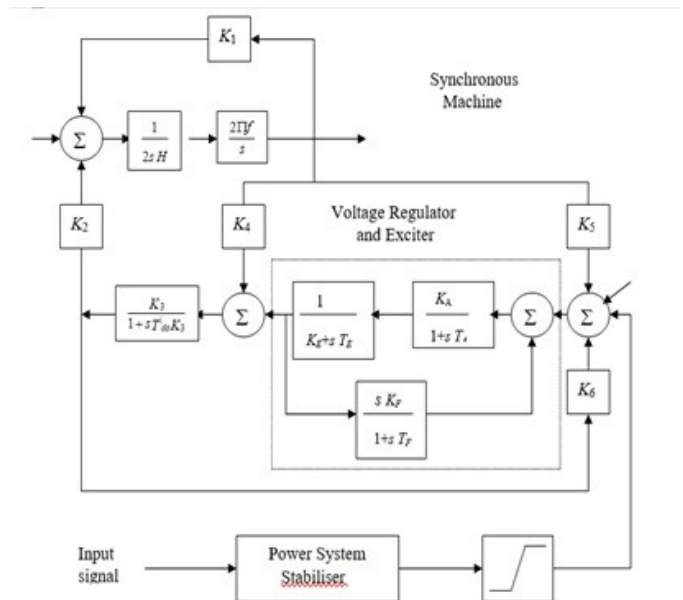 K1
Synchronous
Machine
Σ
1
2s H
2Πf
s
K2
K4
Voltage Regulator
and Exciter
K5
K3
1+sT'doK3
Σ
1
KE+s TE
KA
1+s TA
Σ
Σ
K6
s KF
1+s TF
Input
signal
Power System
Stabiliser